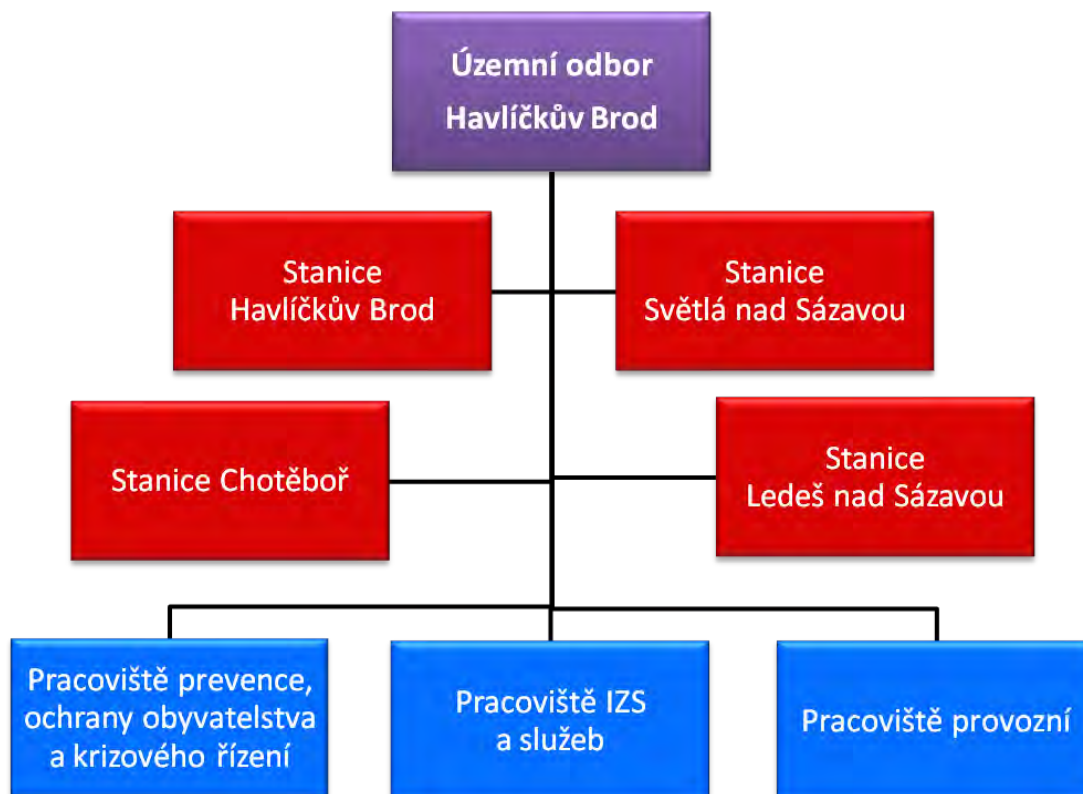 Územní odbor
Havlíčkův Brod
Stanice
Havlíčkův Brod
Stanice
Světlá nad Sázavou
Stanice Chotěboř
Stanice
Ledeš nad Sázavou
Pracoviště prevence,
ochrany obyvatelstva
a krizového řízení
Pracoviště IZS
a služeb
Pracoviště provozní